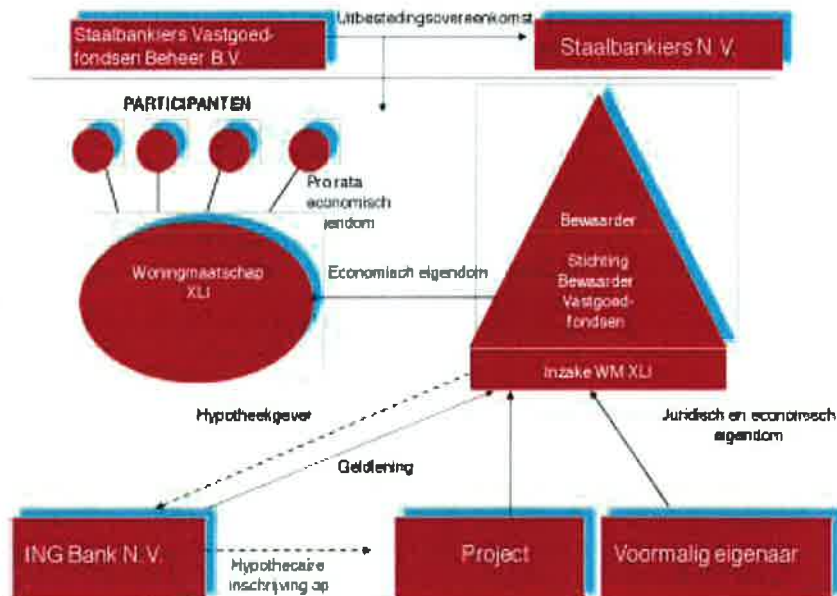 Uitbestedingsovereenkomst
Staalbankiers Vastgoed-
fondsen Beheer B.V.
Staalbankiers N.V.
PARTICIPANTEN
Pro rata
economisch
jendom
Bewaarder
Stichting
Bewaarder
Vastgoed-
fondsen
Woningmaatschap
XLI
Economisch eigendom
Inzake WM XLI
Hypotheekgever
Juridisch en economisch
eigendom
Geldlening
ING Bank N.V.
Hypothecaire
inschrijving op
Project
Voormalig eigenaar